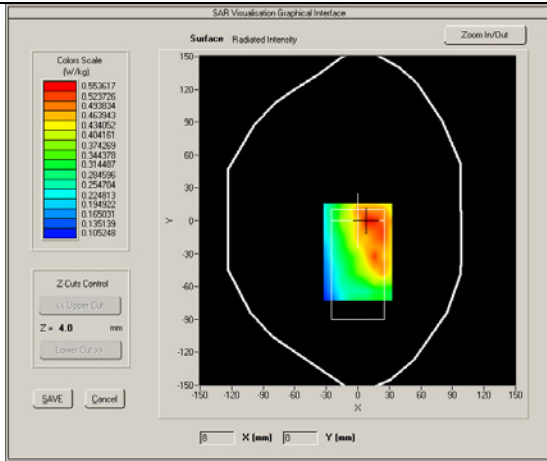 SAR Visualisation Graphical Interface
Surface Radiated Intensity
Zoom In/Out
Colors Scale
(W/kg)
0.553617
0.523726
0.493834
0.463943
0.434052
0.404161
0.374269
0.344378
0.314487
0.284596
0.254704
0.224813
0.194922
0.165031
0.135139
0.105248
Z-Cuts Control
<< Upper Cut
Z = 4.0 mm
Lower Cut >>
SAVE Cancel
150-
120-
90-
60-
30-
Y 0-
-30-
-60-
-90-
-120-
-150-
-150 -120 -90 -60 -30 0 30 60 90 120 150
X
8 X (mm) 0 Y (mm)